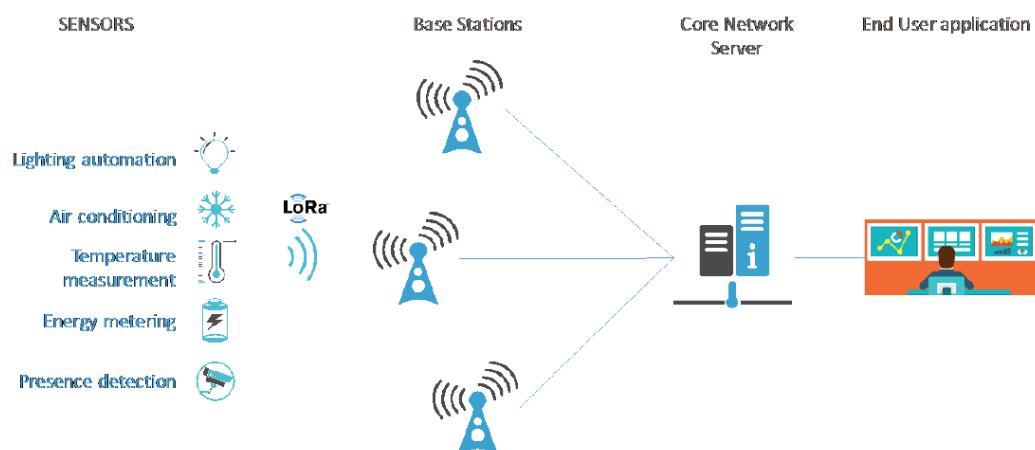 SENSORS
Base Stations
Core Network
Server
End User application
Lighting automation
Air conditioning
LoRa
Temperature
measurement
Energy metering
Presence detection
i